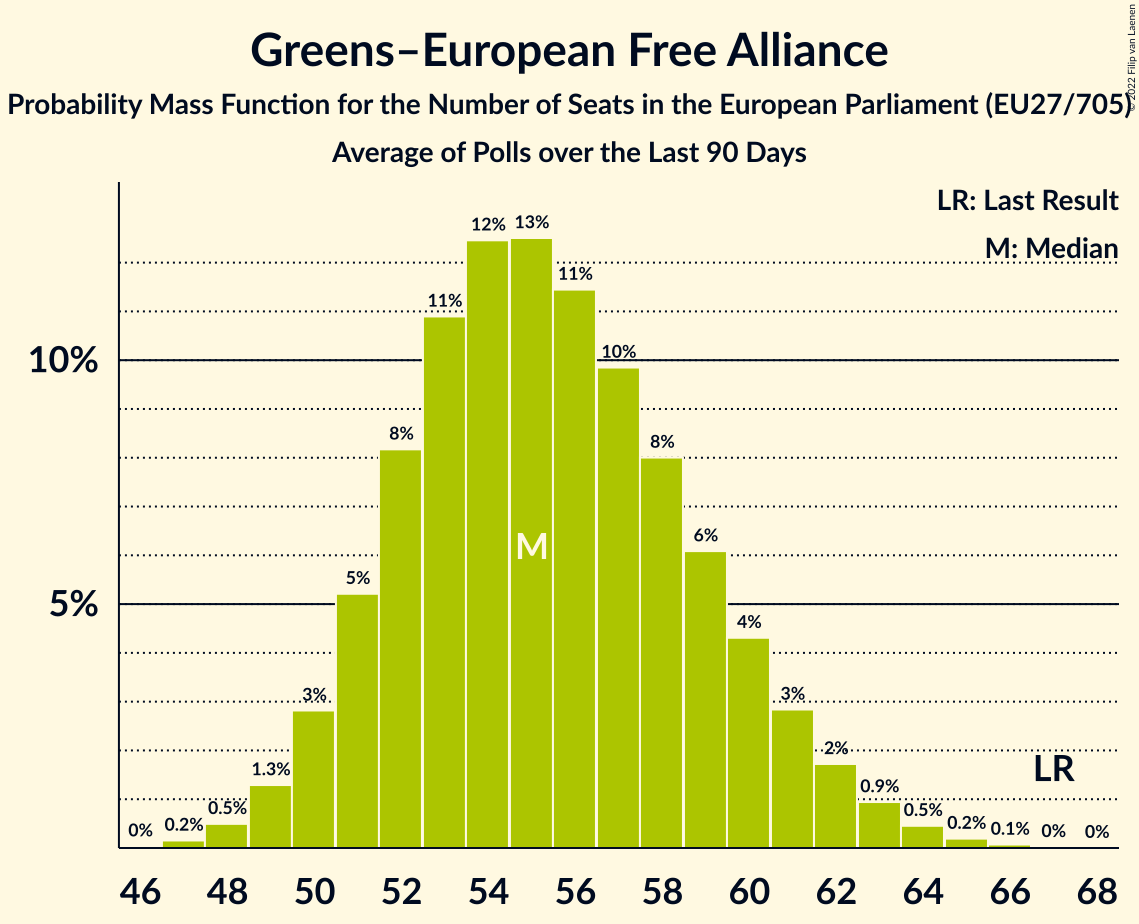 Greens–European Free Alliance
Probability Mass Function for the Number of Seats in the European Parliament (EU27/705)
Average of Polls over the Last 90 Days
© 2022 Filip van Laenen
LR: Last Result
M: Median
10%
5%
0%
0.2%
0.5%
1.3%
3%
5%
8%
11%
12%
13%
11%
10%
8%
6%
4%
3%
2%
0.9%
0.5%
0.2%
0.1%
0%
0%
M
LR
46 48 50 52 54 56 58 60 62 64 66 68